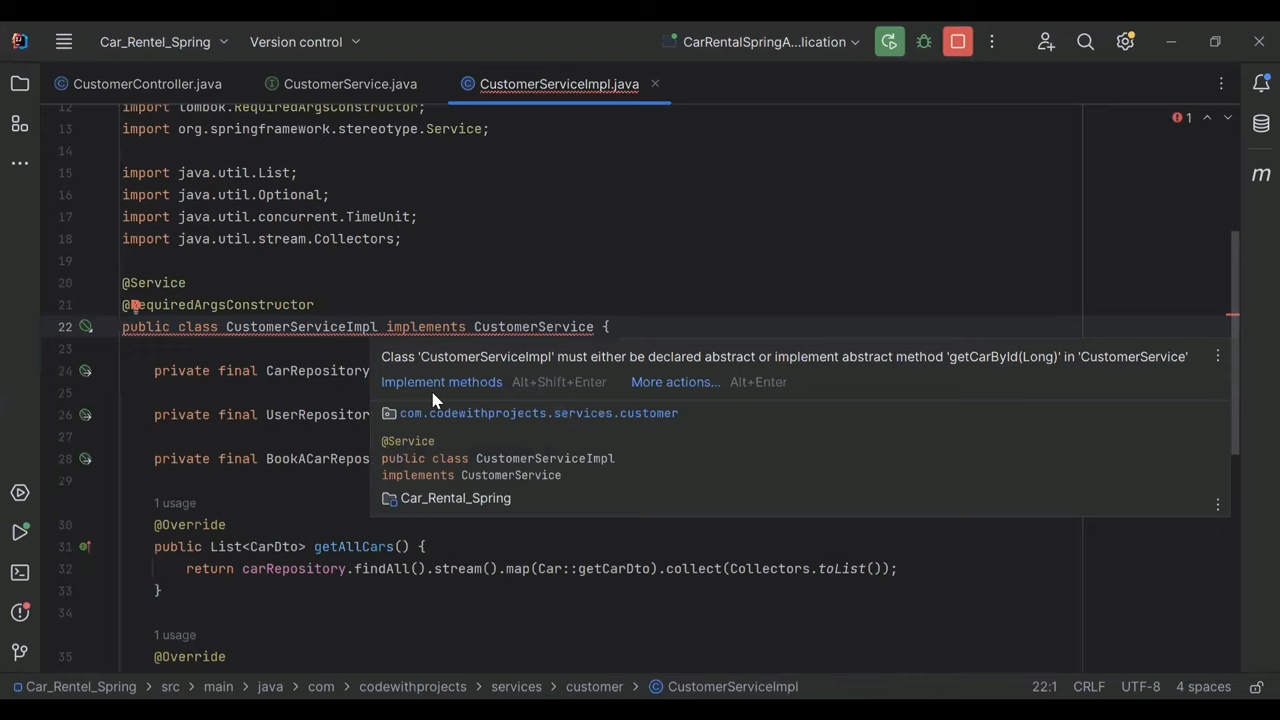 Car_Rentel_Spring Version control CarRentalSpringA...lication
CustomerController.java CustomerService.java CustomerServiceImpl.java
12 import lombok.RequiredArgsConstructor;
13 import org.springframework.stereotype.Service;
14
15 import java.util.List;
16 import java.util.Optional;
17 import java.util.concurrent.TimeUnit;
18 import java.util.stream.Collectors;
19
20 @Service
21 @RequiredArgsConstructor
22 public class CustomerServiceImpl implements CustomerService {
23
24 private final CarRepository
26 private final UserRepositor
27
28 private final BookACarRepos
29
1 usage
30 @Override
31 public List<CarDto> getAllCars() {
32 return carRepository.findAll().stream().map(Car::getCarDto).collect(Collectors.toList());
33 }
34
1 usage
35 @Override
1
Class 'CustomerServiceImpl' must either be declared abstract or implement abstract method 'getCarById(Long)' in 'CustomerService'
Implement methods Alt+Shift+Enter More actions... Alt+Enter
com.codewithprojects.services.customer
@Service
public class CustomerServiceImpl
implements CustomerService
Car_Rental_Spring
m
Car_Rentel_Spring > src > main > java > com > codewithprojects > services > customer > CustomerServiceImpl 22:1 CRLF UTF-8 4 spaces